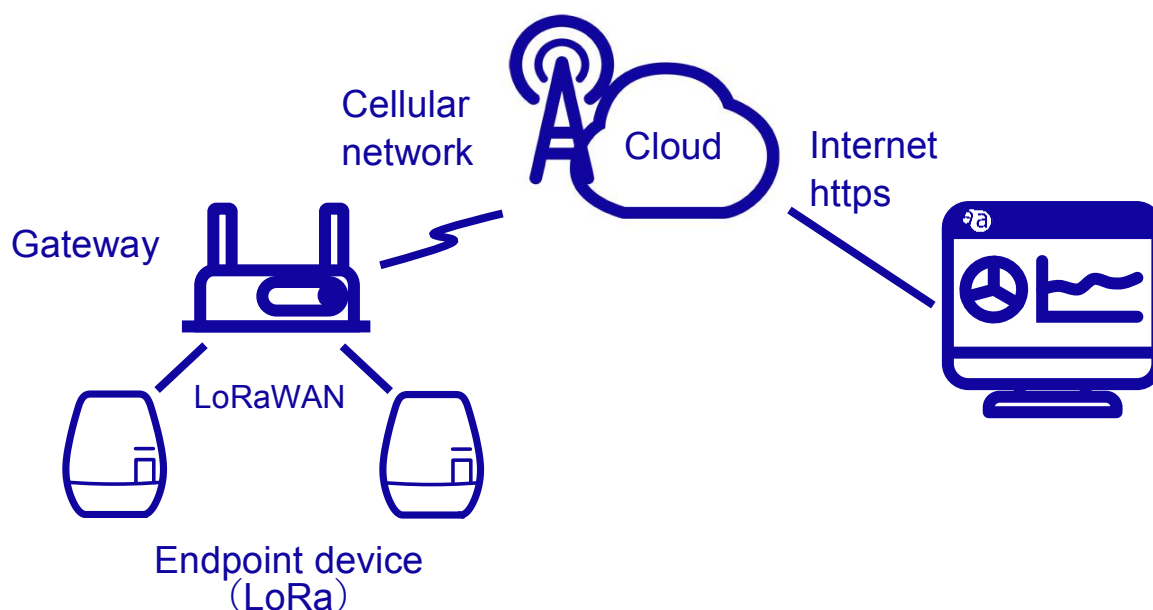 Cellular
network
Cloud
Internet
https
a
Gateway
LoRaWAN
Endpoint device
（LoRa）